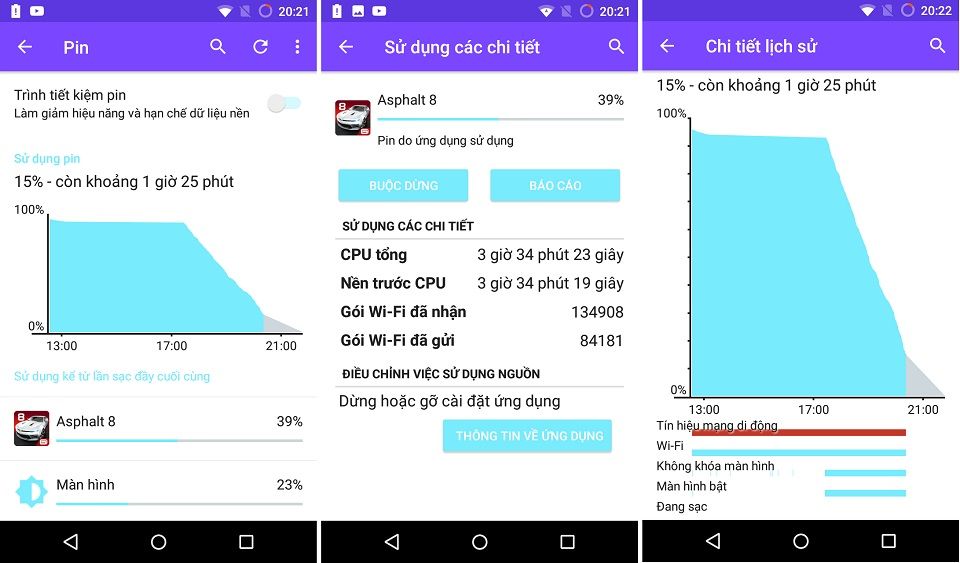 20:21
Pin
Trình tiết kiệm pin
Làm giảm hiệu năng và hạn chế dữ liệu nền
Sử dụng pin
15% - còn khoảng 1 giờ 25 phút
100%
0%
13:00 17:00 21:00
Sử dụng kể từ lần sạc đầy cuối cùng
8
Asphalt 8 39%
Màn hình 23%
20:21
Sử dụng các chi tiết
8
Asphalt 8 39%
Pin do ứng dụng sử dụng
BUỘC DỪNG BÁO CÁO
SỬ DỤNG CÁC CHI TIẾT
CPU tổng 3 giờ 34 phút 23 giây
Nền trước CPU 3 giờ 34 phút 19 giây
Gói Wi-Fi đã nhận 134908
Gói Wi-Fi đã gửi 84181
ĐIỀU CHỈNH VIỆC SỬ DỤNG NGUỒN
Dừng hoặc gỡ cài đặt ứng dụng
THÔNG TIN VỀ ỨNG DỤNG
20:22
Chi tiết lịch sử
15% - còn khoảng 1 giờ 25 phút
100%
0%
13:00 17:00 21:00
Tín hiệu mạng di động
Wi-Fi
Không khóa màn hình
Màn hình bật
Đang sạc